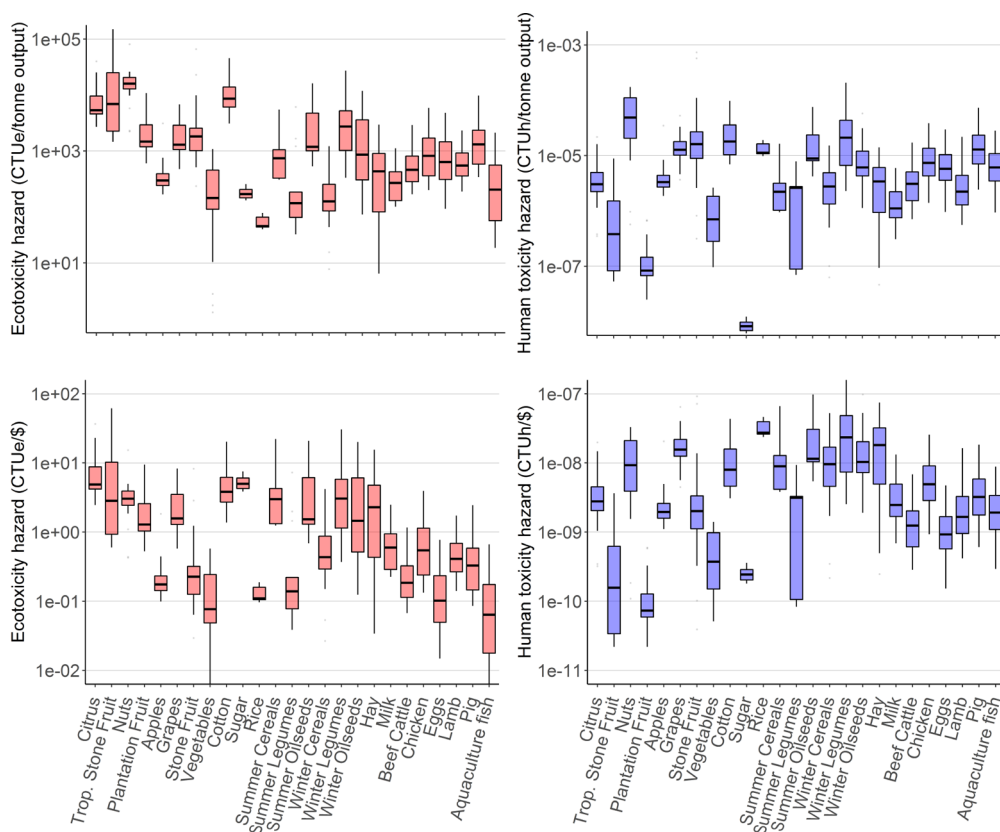 Ecotoxicity hazard (CTUe/tonne output)
1e+05
1e+03
1e+01
Human toxicity hazard (CTUh/tonne output)
1e-03
1e-05
1e-07
Ecotoxicity hazard (CTUe/$)
1e+02
1e+01
1e+00
1e-01
1e-02
Citrus
Trop. Stone Fruit
Nuts
Plantation Fruit
Apples
Grapes
Stone Fruit
Vegetables
Cotton
Sugar
Rice
Summer Cereals
Summer Legumes
Summer Oilseeds
Winter Cereals
Winter Legumes
Winter Oilseeds
Hay
Milk
Beef Cattle
Chicken
Eggs
Lamb
Pig
Aquaculture fish
Human toxicity hazard (CTUh/$)
1e-07
1e-08
1e-09
1e-10
1e-11
Citrus
Trop. Stone Fruit
Nuts
Plantation Fruit
Apples
Grapes
Stone Fruit
Vegetables
Cotton
Sugar
Rice
Summer Cereals
Summer Legumes
Summer Oilseeds
Winter Cereals
Winter Legumes
Winter Oilseeds
Hay
Milk
Beef Cattle
Chicken
Eggs
Lamb
Pig
Aquaculture fish